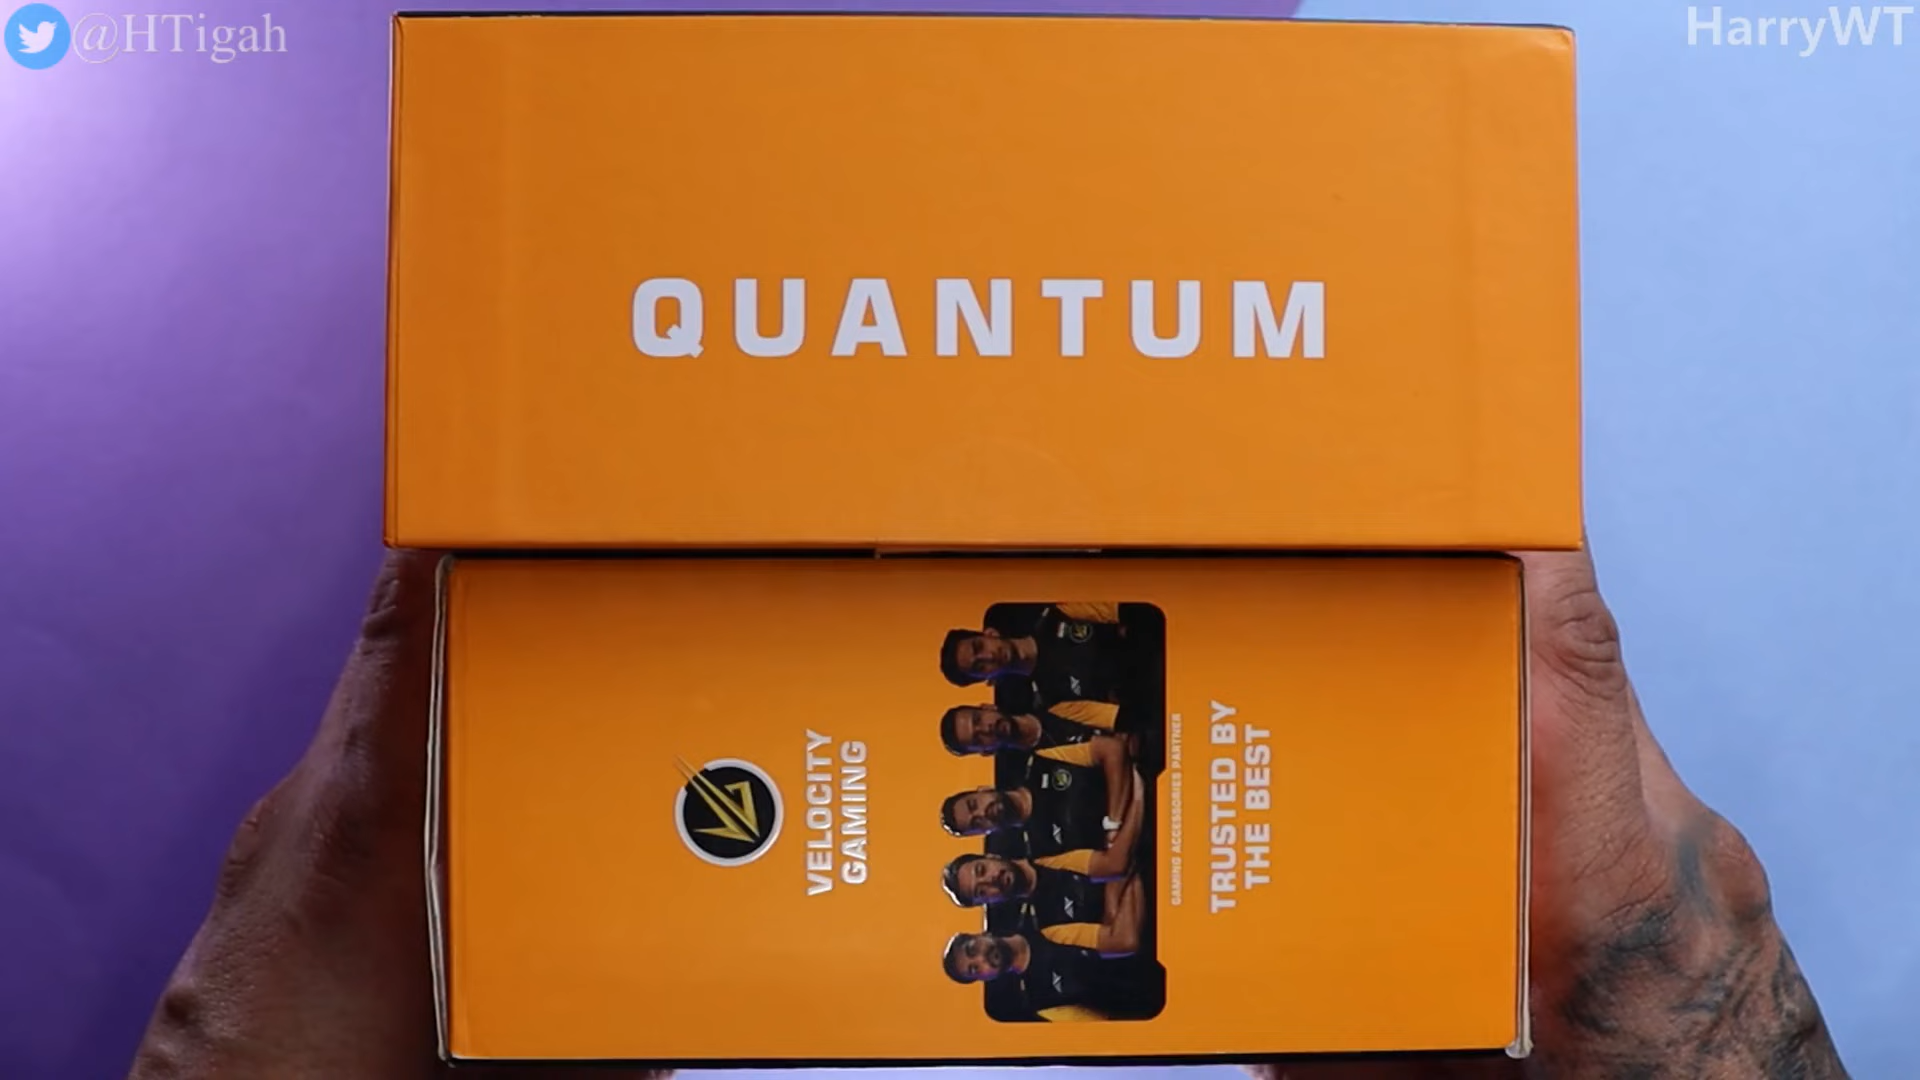 @HTigah
HarryWT
QUANTUM
VELOCITY
GAMING
GAMING ACCESSORIES PARTNER
TRUSTED BY
THE BEST